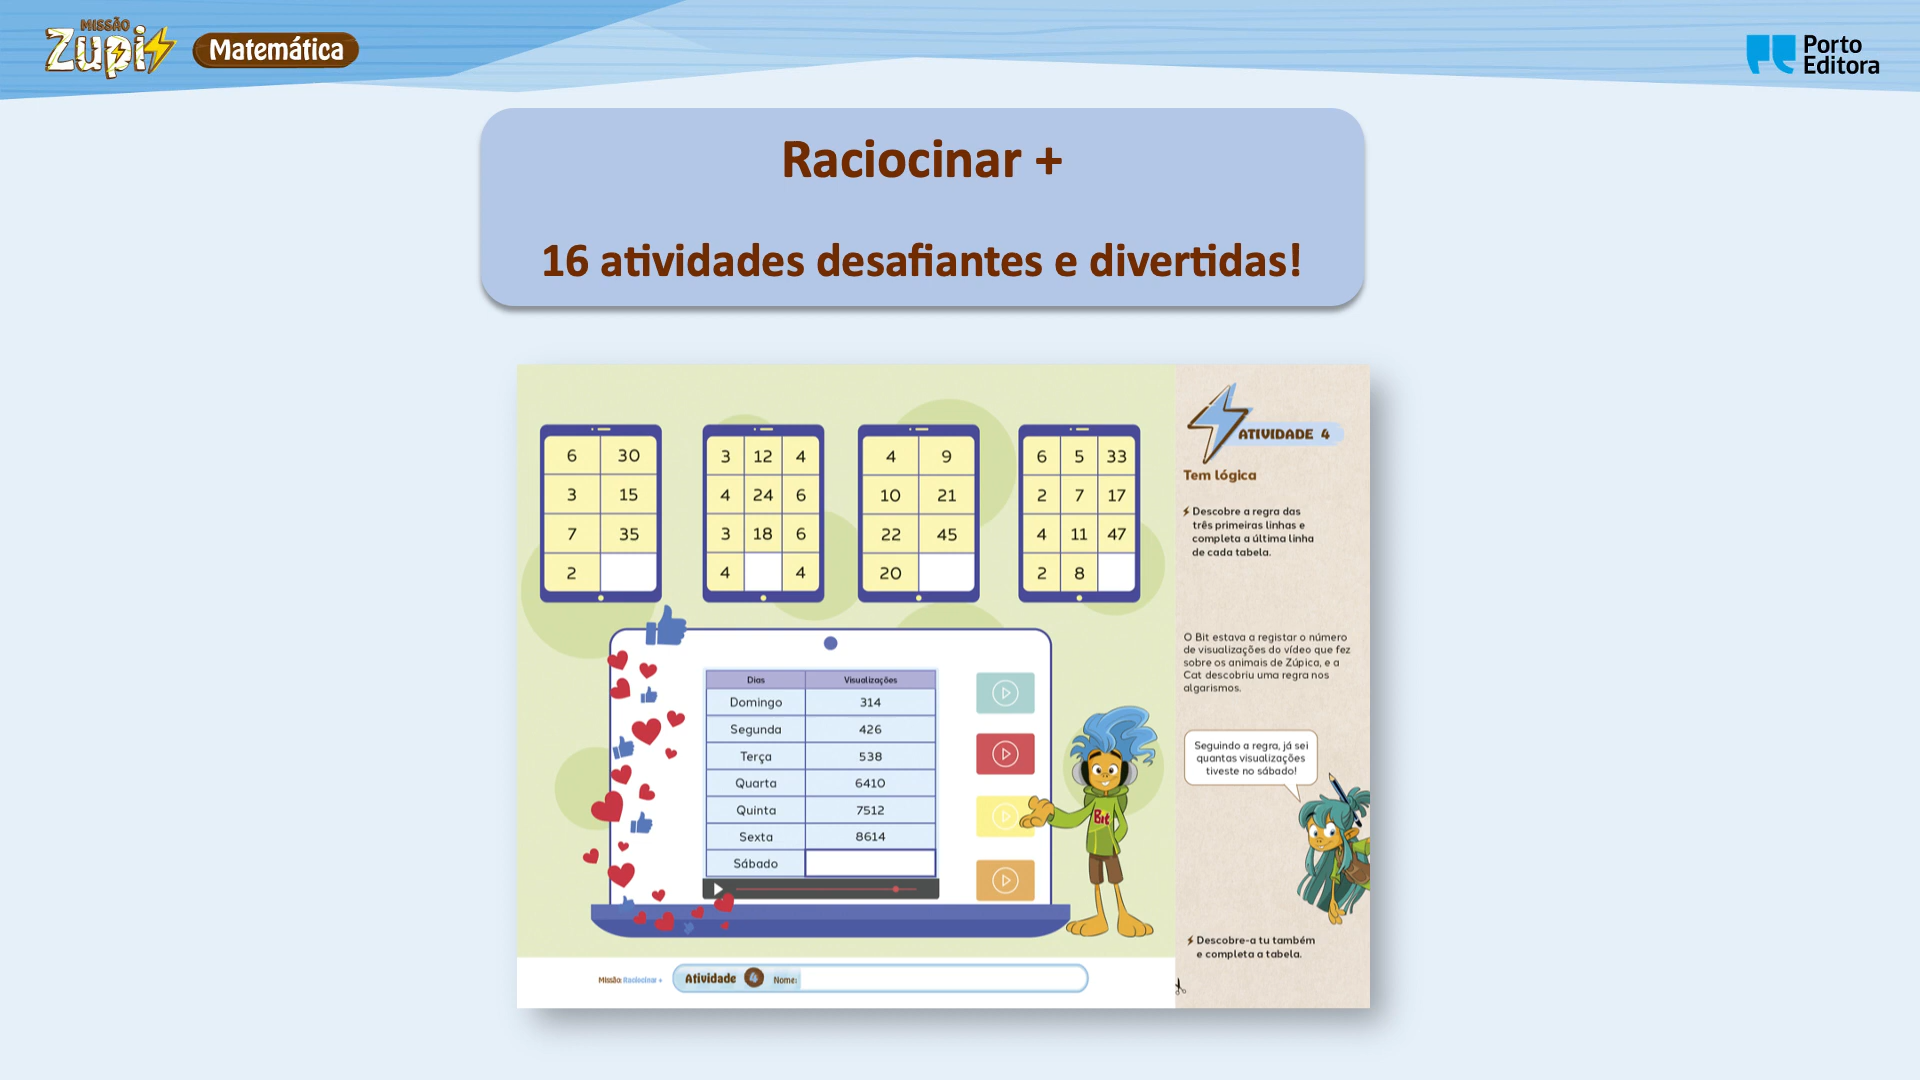 MISSÃO
Zupi
Matemática
Porto
Editora
Raciocinar +
16 atividades desafiantes e divertidas!
6 30
3 15
7 35
2
3 12 4
4 24 6
3 18 6
4 4
4 9
10 21
22 45
20
6 5 33
2 7 17
4 11 47
2 8
ATIVIDADE 4
Tem lógica
Descobre a regra das
três primeiras linhas e
completa a última linha
de cada tabela.
Dias Visualizações
Domingo 314
Segunda 426
Terça 538
Quarta 6410
Quinta 7512
Sexta 8614
Sábado
Bit
O Bit estava a registar o número
de visualizações do vídeo que fez
sobre os animais de Zúpica, e a
Cat descobriu uma regra nos
algarismos.
Seguindo a regra, já sei
quantas visualizações
tiveste no sábado!
Descobre-a tu também
e completa a tabela.
Missão: Raciocinar +
Atividade 4 Nome: